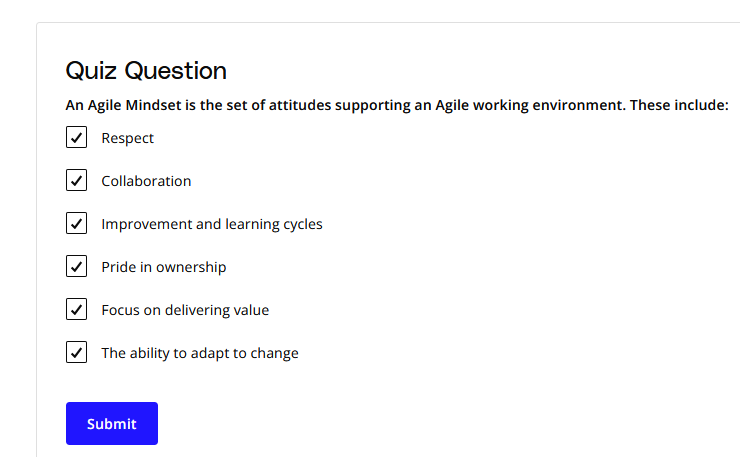 Quiz Question
An Agile Mindset is the set of attitudes supporting an Agile working environment. These include:
Respect
Collaboration
Improvement and learning cycles
Pride in ownership
Focus on delivering value
The ability to adapt to change
Submit